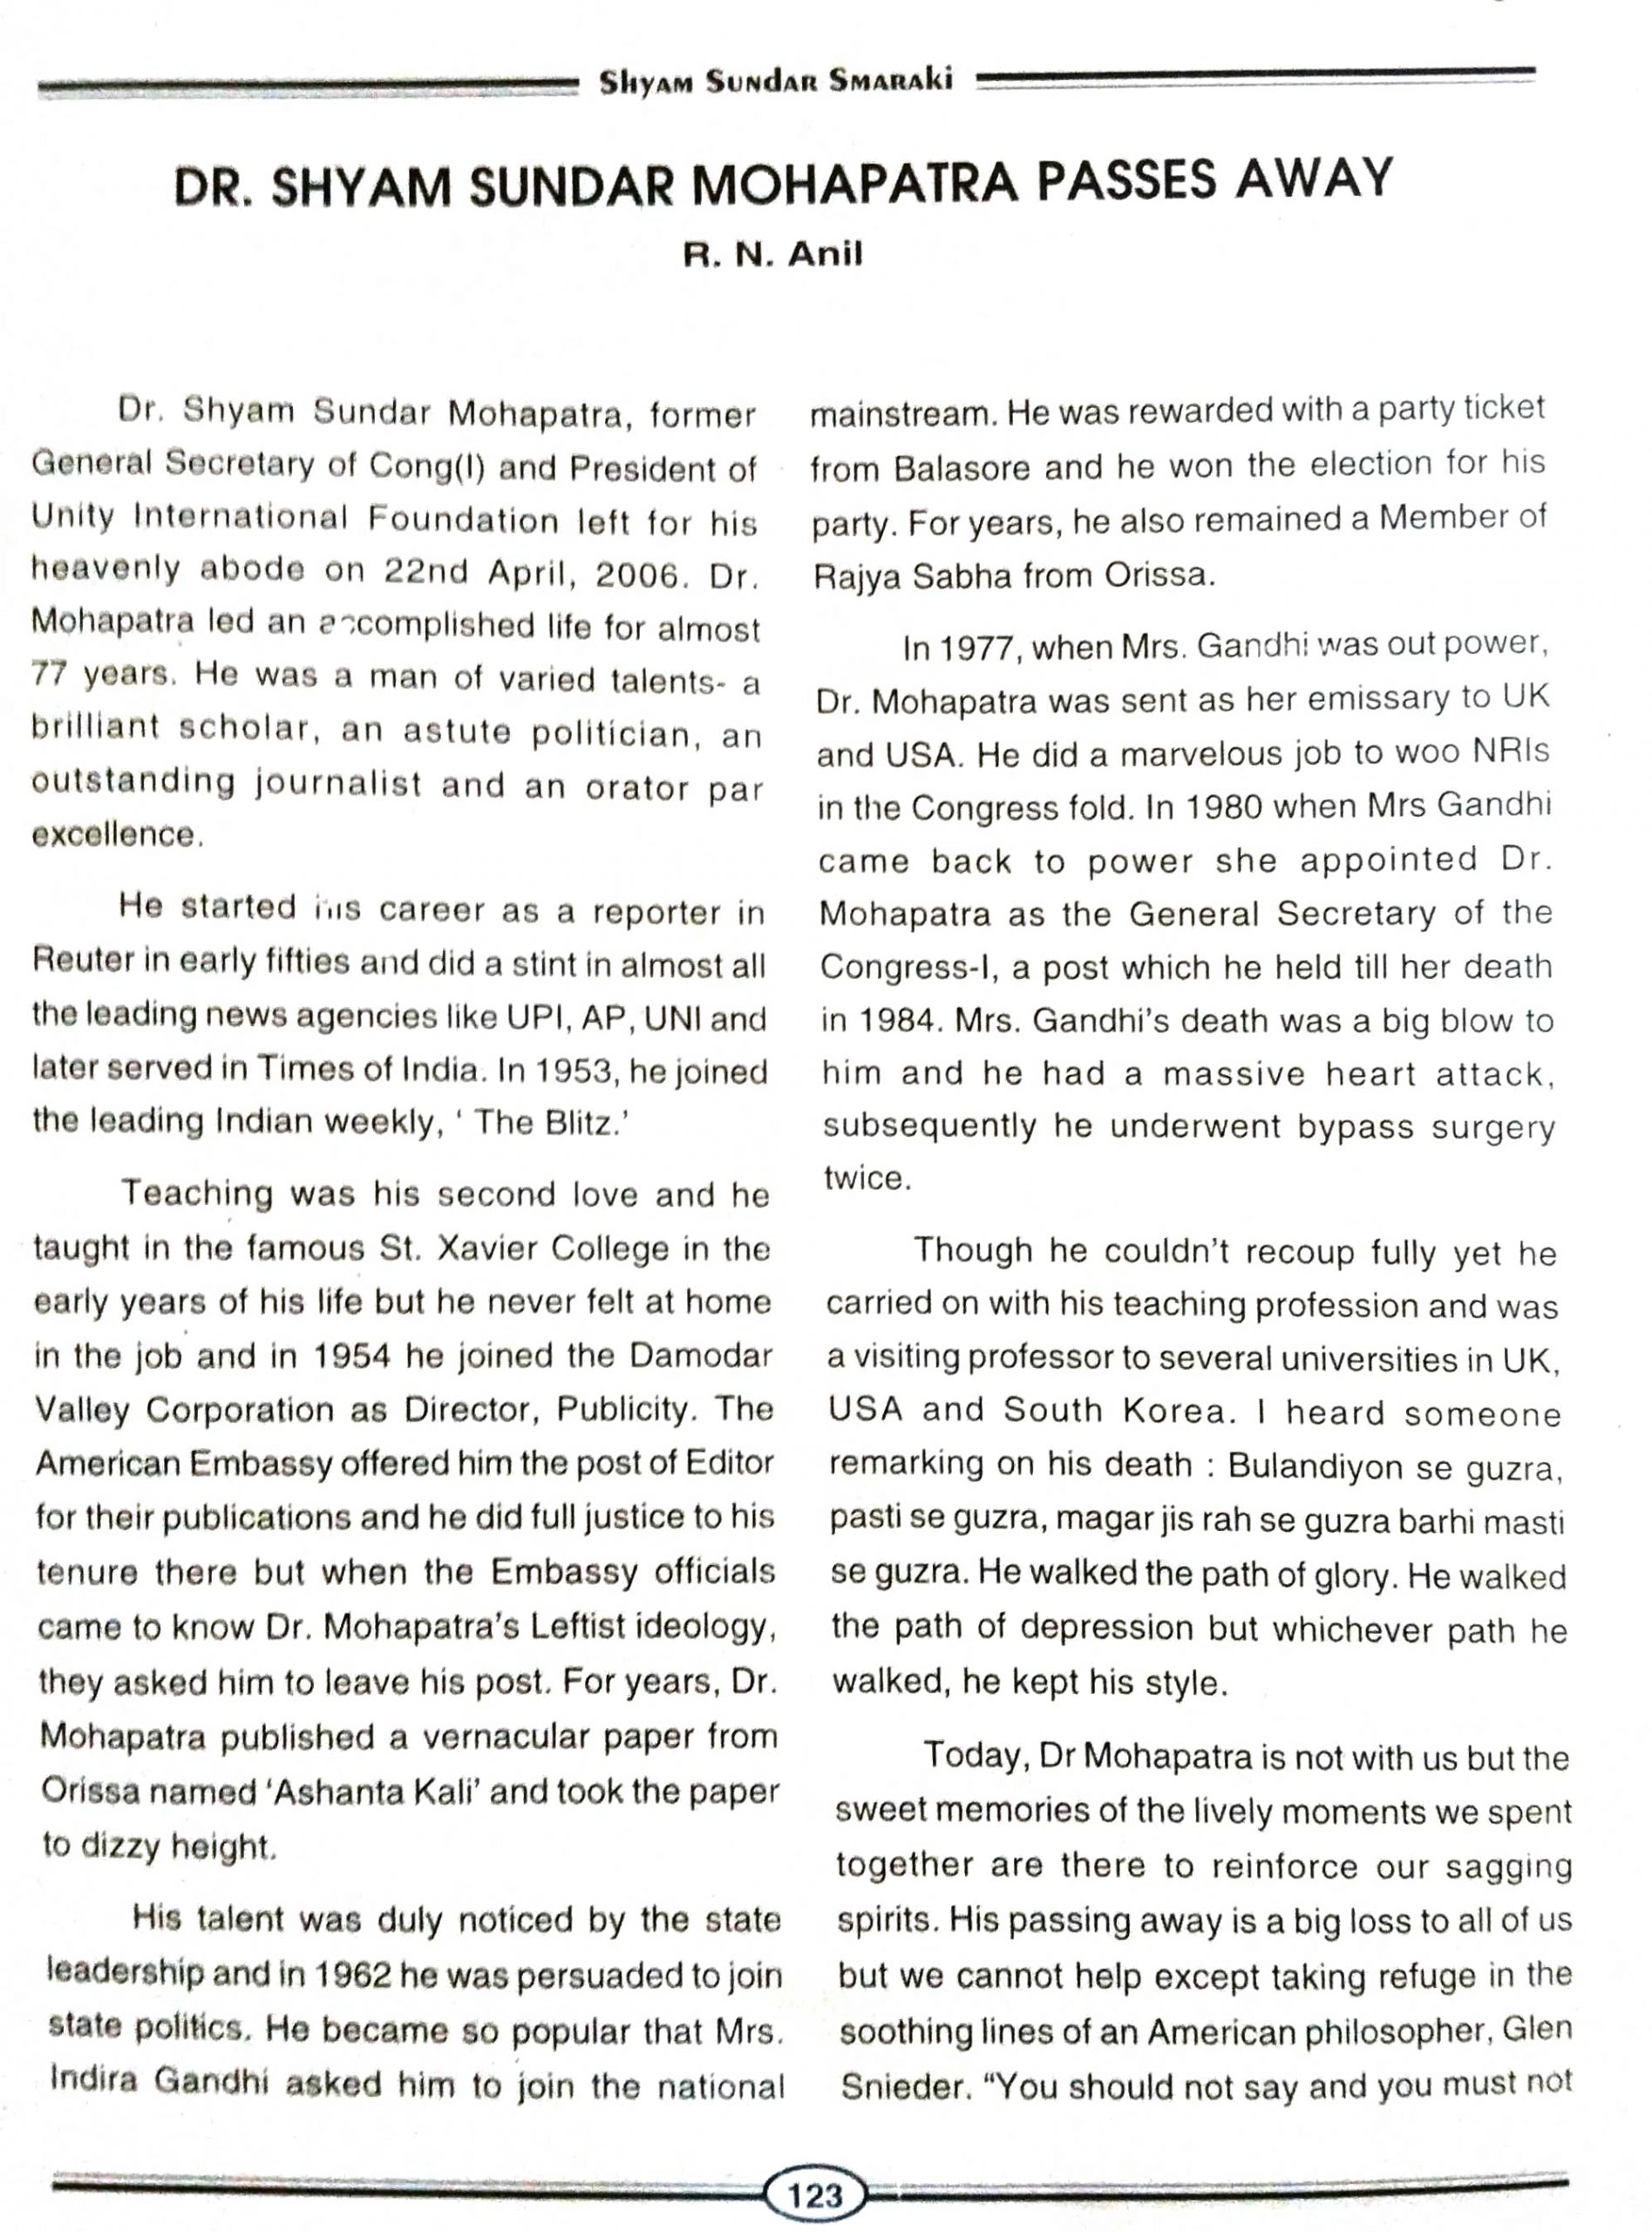 Shyam Sundar Smaraki
DR. SHYAM SUNDAR MOHAPATRA PASSES AWAY
R. N. Anil
Dr. Shyam Sundar Mohapatra, former
General Secretary of Cong(I) and President of
Unity International Foundation left for his
heavenly abode on 22nd April, 2006. Dr.
Mohapatra led an accomplished life for almost
77 years. He was a man of varied talents- a
brilliant scholar, an astute politician, an
outstanding journalist and an orator par
excellence.
He started his career as a reporter in
Reuter in early fifties and did a stint in almost all
the leading news agencies like UPI, AP, UNI and
later served in Times of India. In 1953, he joined
the leading Indian weekly, ‘ The Blitz.’
Teaching was his second love and he
taught in the famous St. Xavier College in the
early years of his life but he never felt at home
in the job and in 1954 he joined the Damodar
Valley Corporation as Director, Publicity. The
American Embassy offered him the post of Editor
for their publications and he did full justice to his
tenure there but when the Embassy officials
came to know Dr. Mohapatra’s Leftist ideology,
they asked him to leave his post. For years, Dr.
Mohapatra published a vernacular paper from
Orissa named ‘Ashanta Kali’ and took the paper
to dizzy height.
His talent was duly noticed by the state
leadership and in 1962 he was persuaded to join
state politics. He became so popular that Mrs.
Indira Gandhi asked him to join the national
mainstream. He was rewarded with a party ticket
from Balasore and he won the election for his
party. For years, he also remained a Member of
Rajya Sabha from Orissa.
In 1977, when Mrs. Gandhi was out power,
Dr. Mohapatra was sent as her emissary to UK
and USA. He did a marvelous job to woo NRIs
in the Congress fold. In 1980 when Mrs Gandhi
came back to power she appointed Dr.
Mohapatra as the General Secretary of the
Congress-I, a post which he held till her death
in 1984. Mrs. Gandhi’s death was a big blow to
him and he had a massive heart attack,
subsequently he underwent bypass surgery
twice.
Though he couldn’t recoup fully yet he
carried on with his teaching profession and was
a visiting professor to several universities in UK,
USA and South Korea. I heard someone
remarking on his death : Bulandiyon se guzra,
pasti se guzra, magar jis rah se guzra barhi masti
se guzra. He walked the path of glory. He walked
the path of depression but whichever path he
walked, he kept his style.
Today, Dr Mohapatra is not with us but the
sweet memories of the lively moments we spent
together are there to reinforce our sagging
spirits. His passing away is a big loss to all of us
but we cannot help except taking refuge in the
soothing lines of an American philosopher, Glen
Snieder. “You should not say and you must not
123